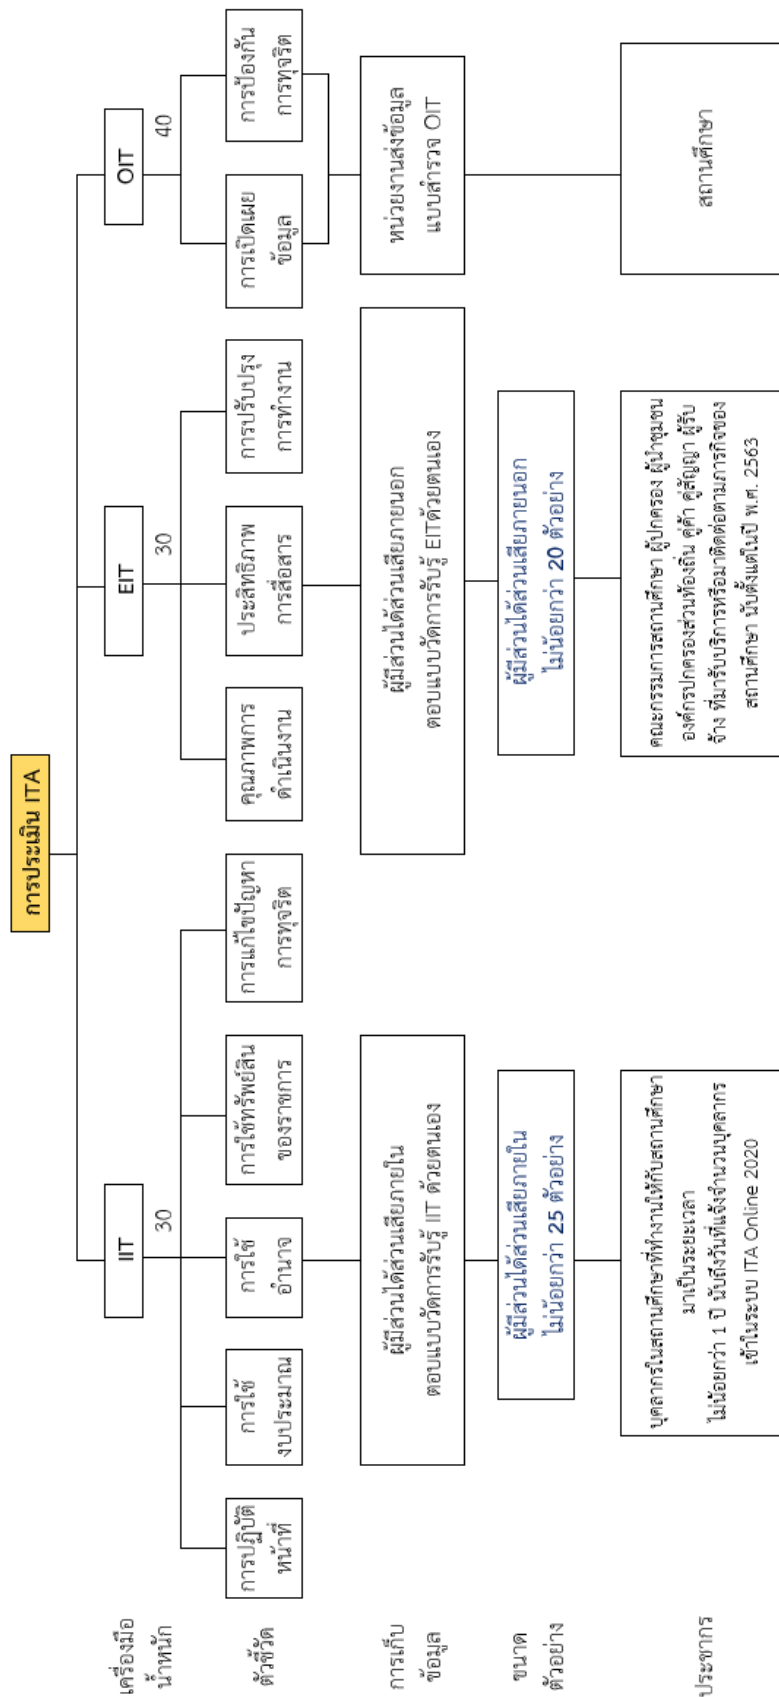 การประเมิน ITA
เครื่องมือ
น้ำหนัก
IIT
30
EIT
30
OIT
40
ตัวชี้วัด
การปฏิบัติ
หน้าที่
การใช้
งบประมาณ
การใช้
อำนาจ
การใช้ทรัพย์สิน
ของราชการ
การแก้ไขปัญหา
การทุจริต
คุณภาพการ
ดำเนินงาน
ประสิทธิภาพ
การสื่อสาร
การปรับปรุง
การทำงาน
การเปิดเผย
ข้อมูล
การป้องกัน
การทุจริต
การเก็บ
ข้อมูล
ผู้มีส่วนได้ส่วนเสียภายใน
ตอบแบบวัดการรับรู้ IIT ด้วยตนเอง
ผู้มีส่วนได้ส่วนเสียภายนอก
ตอบแบบวัดการรับรู้ EITด้วยตนเอง
หน่วยงานส่งข้อมูล
แบบสำรวจ OIT
ขนาด
ตัวอย่าง
ผู้มีส่วนได้ส่วนเสียภายใน
ไม่น้อยกว่า 25 ตัวอย่าง
ผู้มีส่วนได้ส่วนเสียภายนอก
ไม่น้อยกว่า 20 ตัวอย่าง
ประชากร
บุคลากรในสถานศึกษาที่ทำงานให้กับสถานศึกษา
มาเป็นระยะเวลา
ไม่น้อยกว่า 1 ปี นับถึงวันที่แจ้งจำนวนบุคลากร
เข้าในระบบ ITA Online 2020
คณะกรรมการสถานศึกษา ผู้ปกครอง ผู้นำชุมชน
องค์กรปกครองส่วนท้องถิ่น คู่ค้า คู่สัญญา ผู้รับ
จ้าง ที่มารับบริการหรือมาติดต่อตามภารกิจของ
สถานศึกษา นับตั้งแต่ในปี พ.ศ. 2563
สถานศึกษา